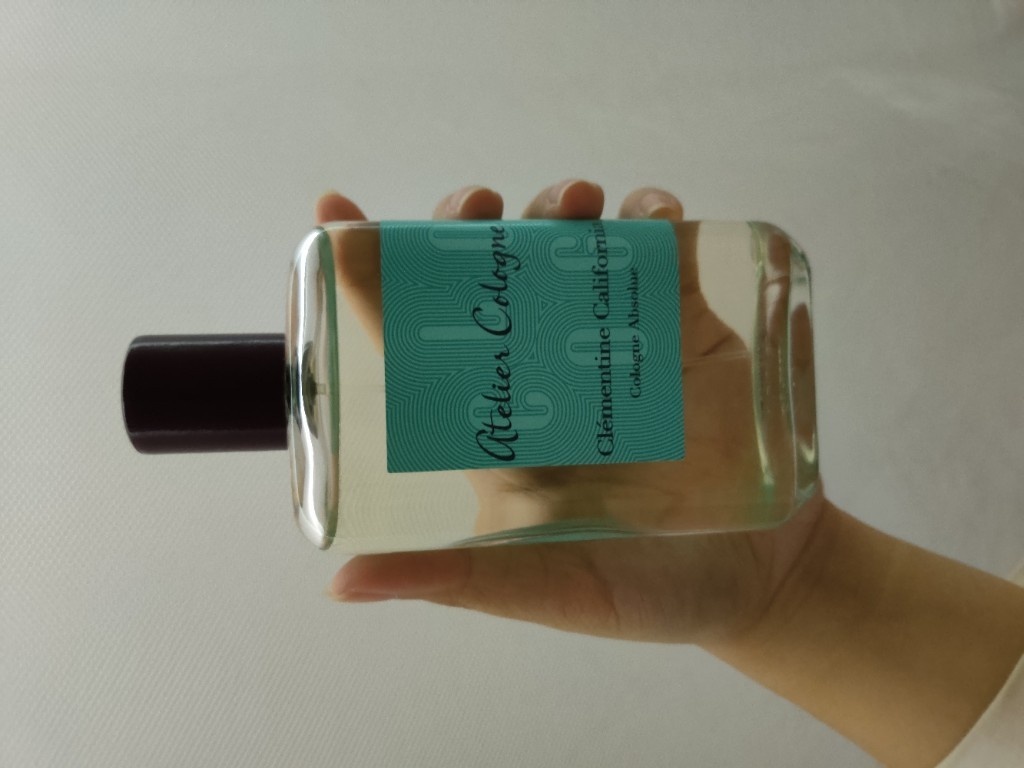 Atelier Cologne
Clémentine California
Cologne Absolue